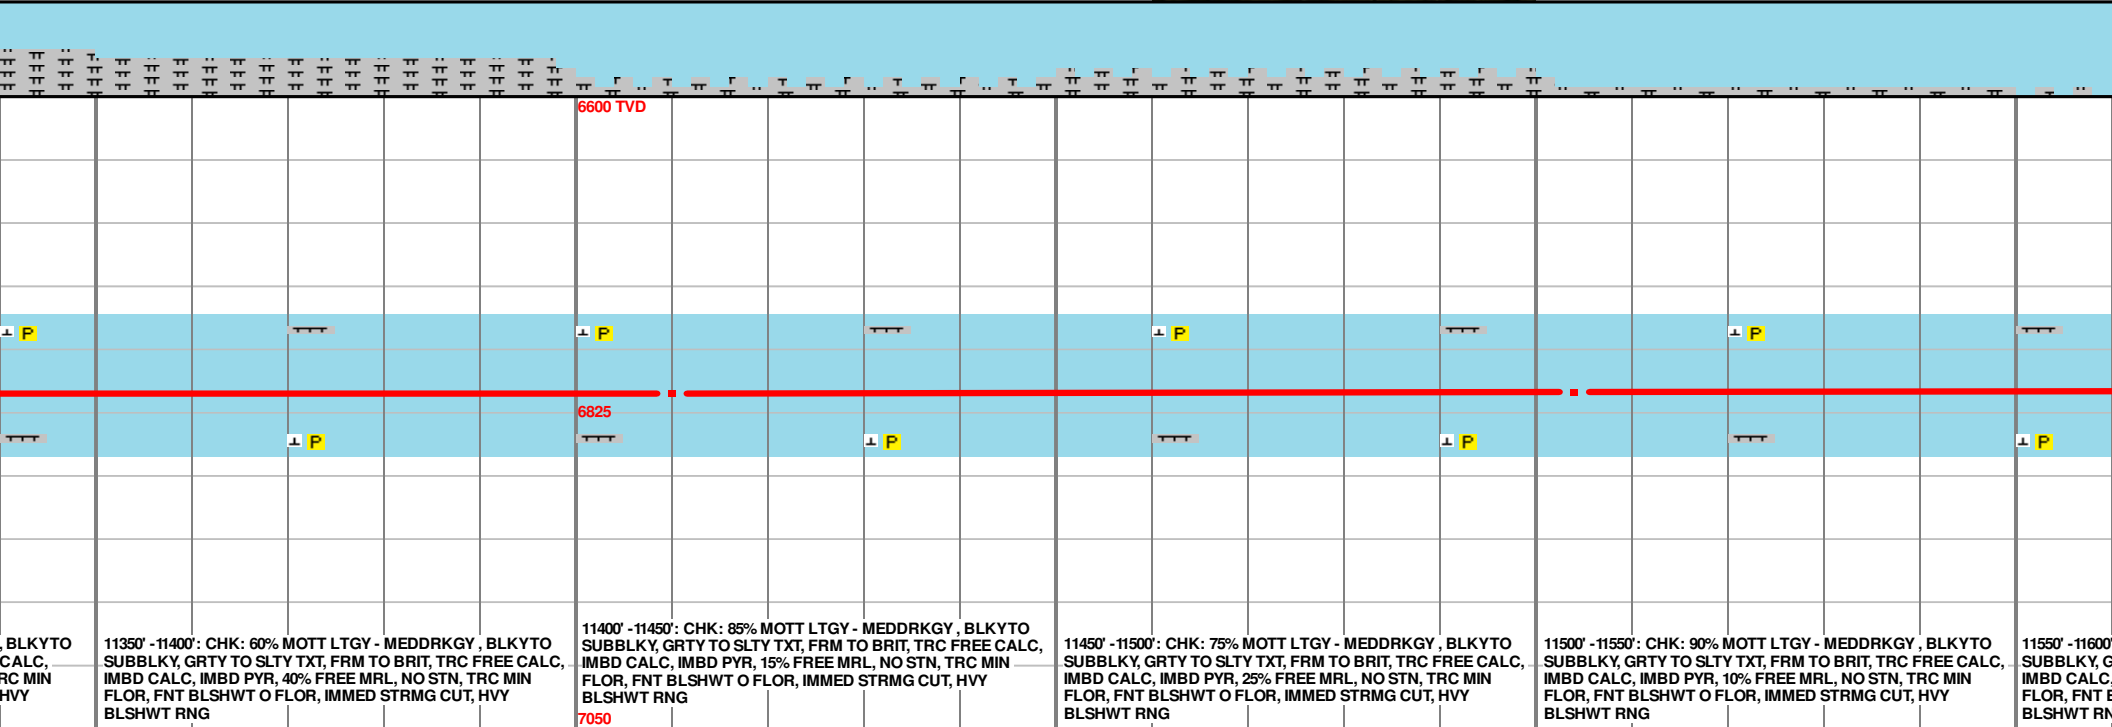 6600 TVD
P
P
P
P
6825
P
P
P
P
, BLKYTO
CALC,
RC MIN
HVY
11350' -11400': CHK: 60% MOTT LTGY - MEDDRKGY , BLKYTO
SUBBLKY, GRTY TO SLTY TXT, FRM TO BRIT, TRC FREE CALC,
IMBD CALC, IMBD PYR, 40% FREE MRL, NO STN, TRC MIN
FLOR, FNT BLSHWT O FLOR, IMMED STRMG CUT, HVY
BLSHWT RNG
11400' -11450': CHK: 85% MOTT LTGY - MEDDRKGY , BLKYTO
SUBBLKY, GRTY TO SLTY TXT, FRM TO BRIT, TRC FREE CALC,
IMBD CALC, IMBD PYR, 15% FREE MRL, NO STN, TRC MIN
FLOR, FNT BLSHWT O FLOR, IMMED STRMG CUT, HVY
BLSHWT RNG
7050
11450' -11500': CHK: 75% MOTT LTGY - MEDDRKGY , BLKYTO
SUBBLKY, GRTY TO SLTY TXT, FRM TO BRIT, TRC FREE CALC,
IMBD CALC, IMBD PYR, 25% FREE MRL, NO STN, TRC MIN
FLOR, FNT BLSHWT O FLOR, IMMED STRMG CUT, HVY
BLSHWT RNG
11500' -11550': CHK: 90% MOTT LTGY - MEDDRKGY , BLKYTO
SUBBLKY, GRTY TO SLTY TXT, FRM TO BRIT, TRC FREE CALC,
IMBD CALC, IMBD PYR, 10% FREE MRL, NO STN, TRC MIN
FLOR, FNT BLSHWT O FLOR, IMMED STRMG CUT, HVY
BLSHWT RNG
11550' -11600'
SUBBLKY, G
IMBD CALC,
FLOR, FNT B
BLSHWT RN